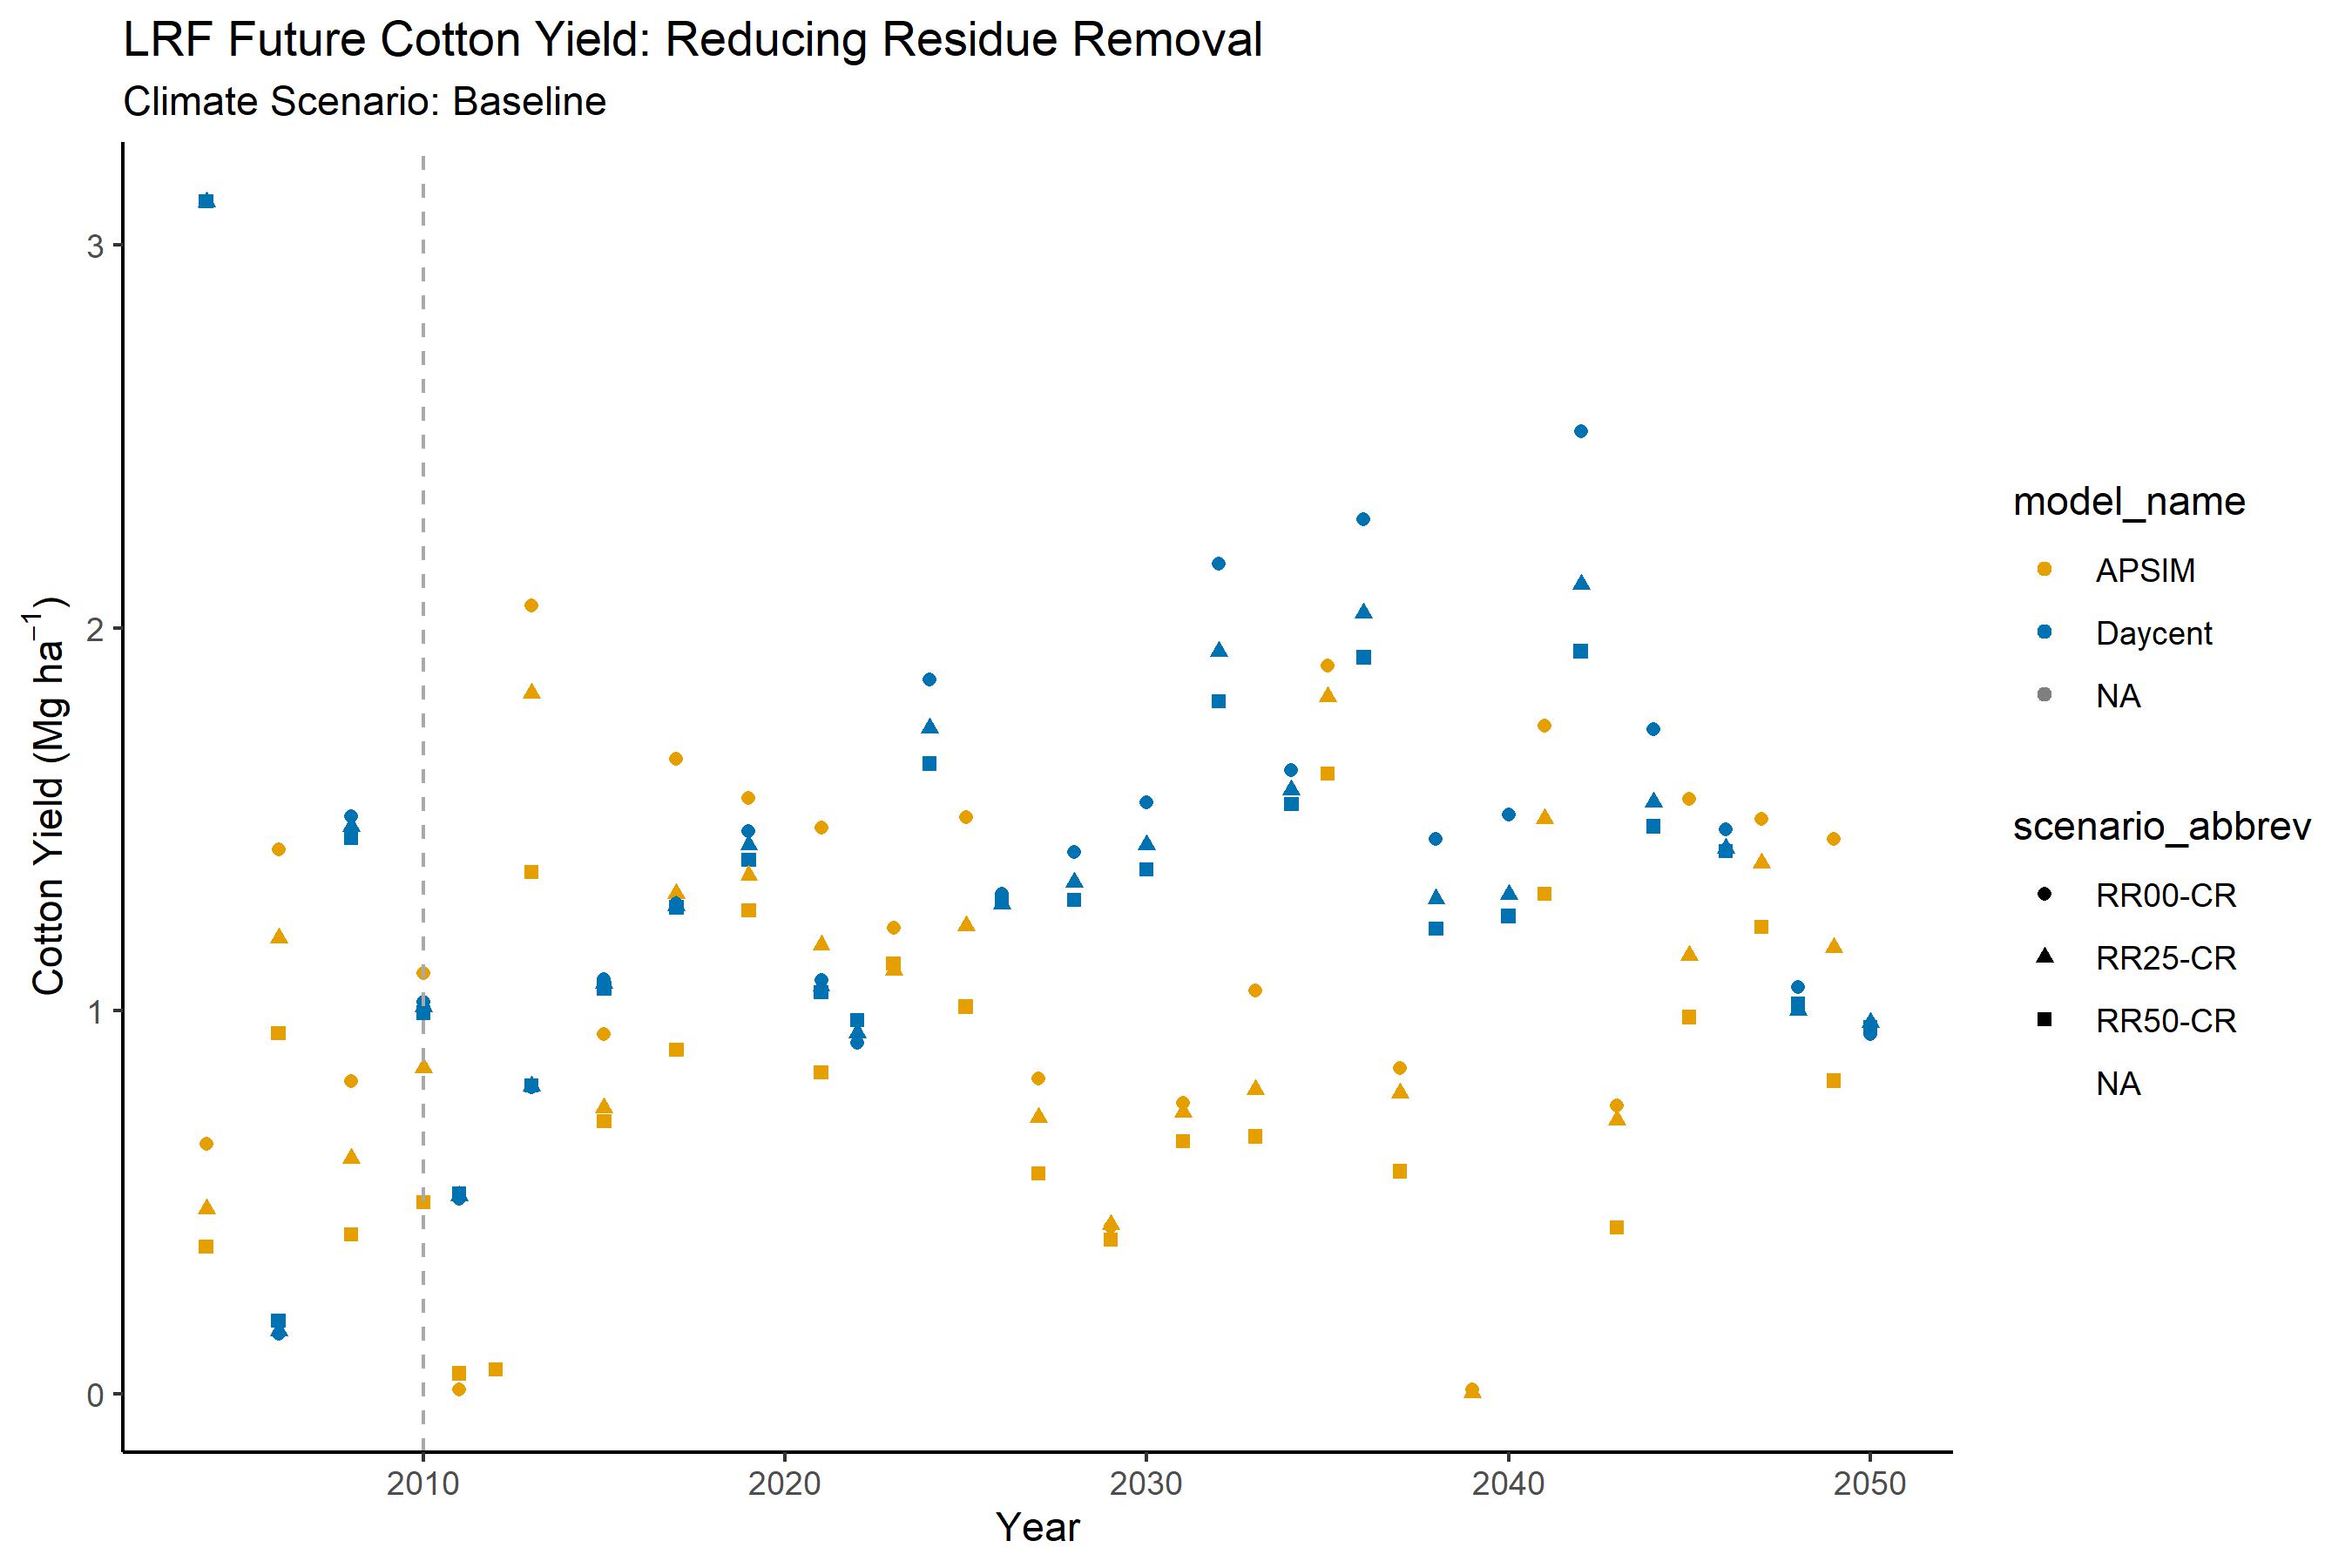 LRF Future Cotton Yield: Reducing Residue Removal
Climate Scenario: Baseline
3
2
1
0
Cotton Yield (Mg ha⁻¹)
2010
2020
2030
2040
2050
Year
model_name
APSIM
Daycent
NA
scenario_abbrev
RR00-CR
RR25-CR
RR50-CR
NA